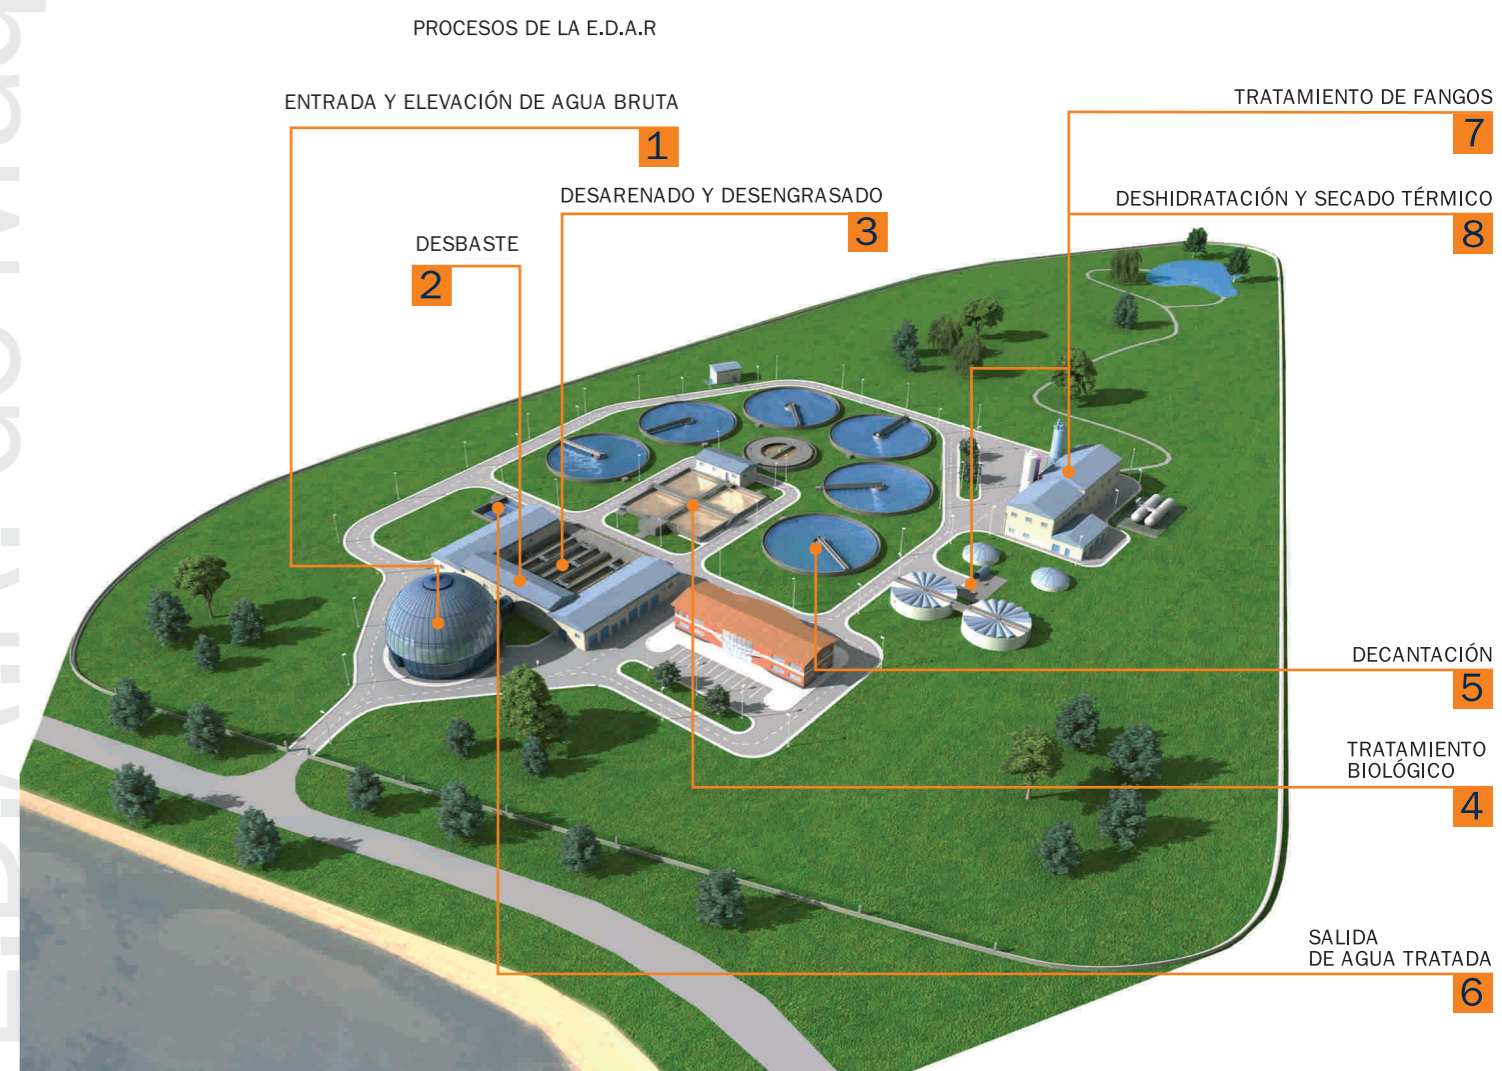 PROCESOS DE LA E.D.A.R
ENTRADA Y ELEVACIÓN DE AGUA BRUTA
1
TRATAMIENTO DE FANGOS
7
DESARENADO Y DESENGRASADO
3
DESHIDRATACIÓN Y SECADO TÉRMICO
8
DESBASTE
2
DECANTACIÓN
5
TRATAMIENTO
BIOLÓGICO
4
SALIDA
DE AGUA TRATADA
6